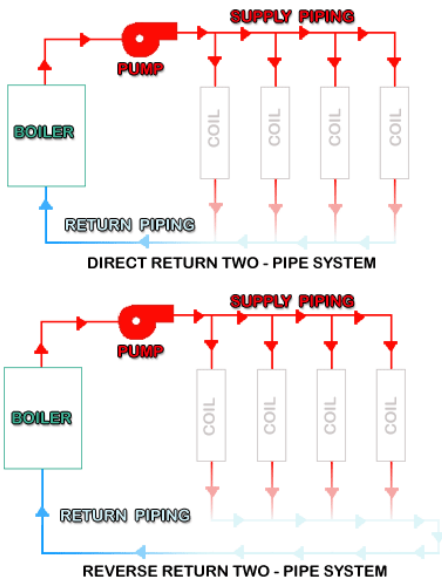 SUPPLY PIPING
PUMP
BOILER
COIL
COIL
COIL
COIL
RETURN PIPING
DIRECT RETURN TWO - PIPE SYSTEM
SUPPLY PIPING
PUMP
BOILER
COIL
COIL
COIL
COIL
RETURN PIPING
REVERSE RETURN TWO - PIPE SYSTEM